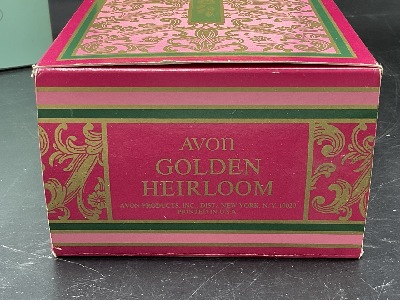 AVON
GOLDEN
HEIRLOOM
AVON PRODUCTS, INC., DIST., NEW YORK, N.Y. 10020
PRINTED IN U.S.A.